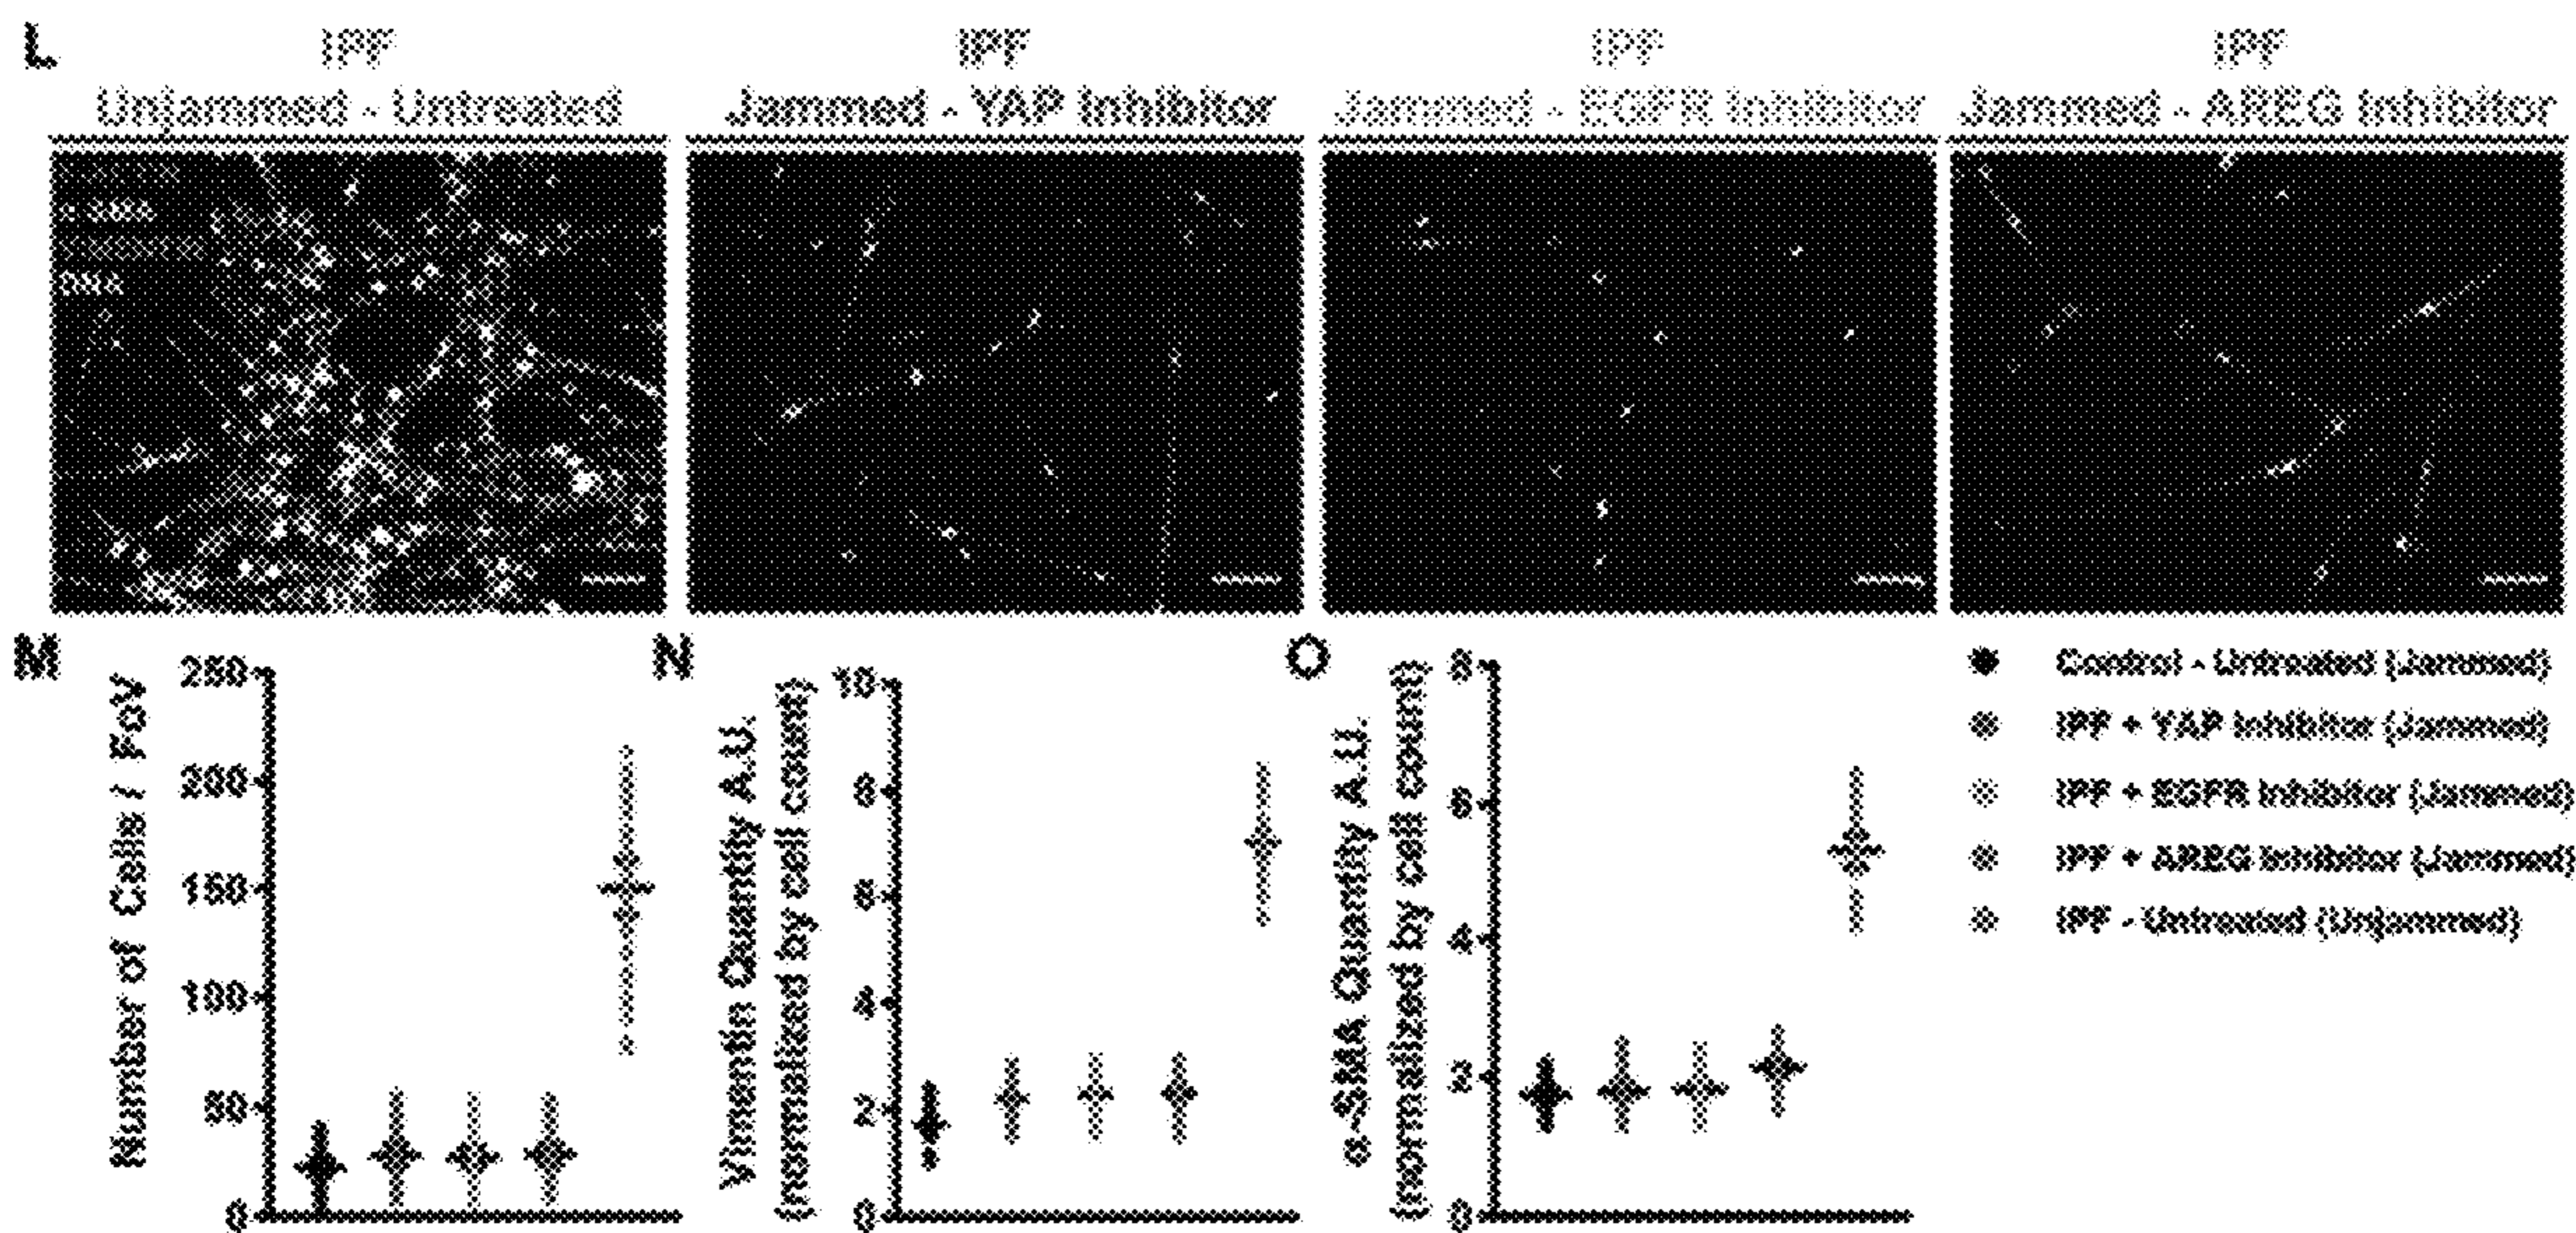 L
IPF
Unjammed - Untreated
IPF
Jammed - YAP Inhibitor
IPF
Jammed - EGFR Inhibitor
IPF
Jammed - AREG Inhibitor
α-SMA
DNA
M
Number of Cells / FoV
250
200
150
100
50
0
N
Vimentin Quantity A.U.
(normalized by cell count)
10
8
6
4
2
0
O
α-SMA Quantity A.U.
(normalized by cell count)
8
6
4
2
0
Control - Untreated (Jammed)
IPF + YAP Inhibitor (Jammed)
IPF + EGFR Inhibitor (Jammed)
IPF + AREG Inhibitor (Jammed)
IPF - Untreated (Unjammed)